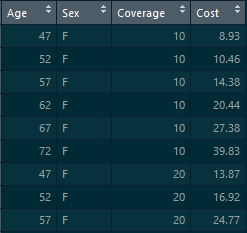 Age Sex Coverage Cost
47 F 10 8.93
52 F 10 10.46
57 F 10 14.38
62 F 10 20.44
67 F 10 27.38
72 F 10 39.83
47 F 20 13.87
52 F 20 16.92
57 F 20 24.77